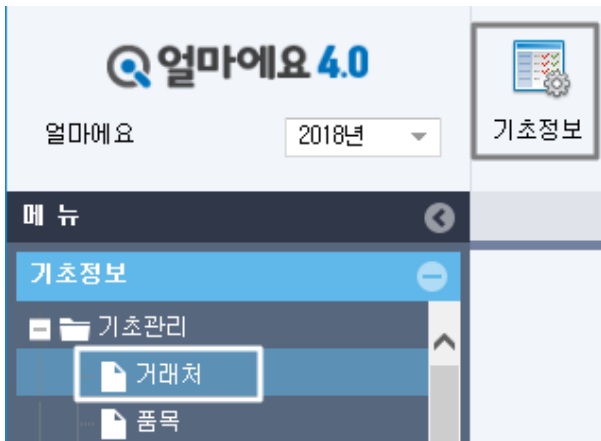 얼마에요 4.0
얼마에요
2018년
기초정보
메 뉴
기초정보
기초관리
거래처
품목